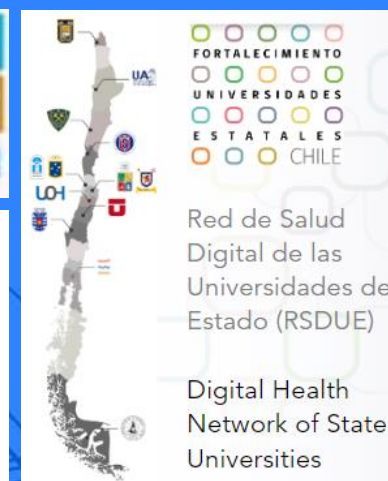 UA
UOH
FORTALECIMIENTO
UNIVERSIDADES
ESTATALES
CHILE
Red de Salud
Digital de las
Universidades de
Estado (RSDUE)
Digital Health
Network of State
Universities